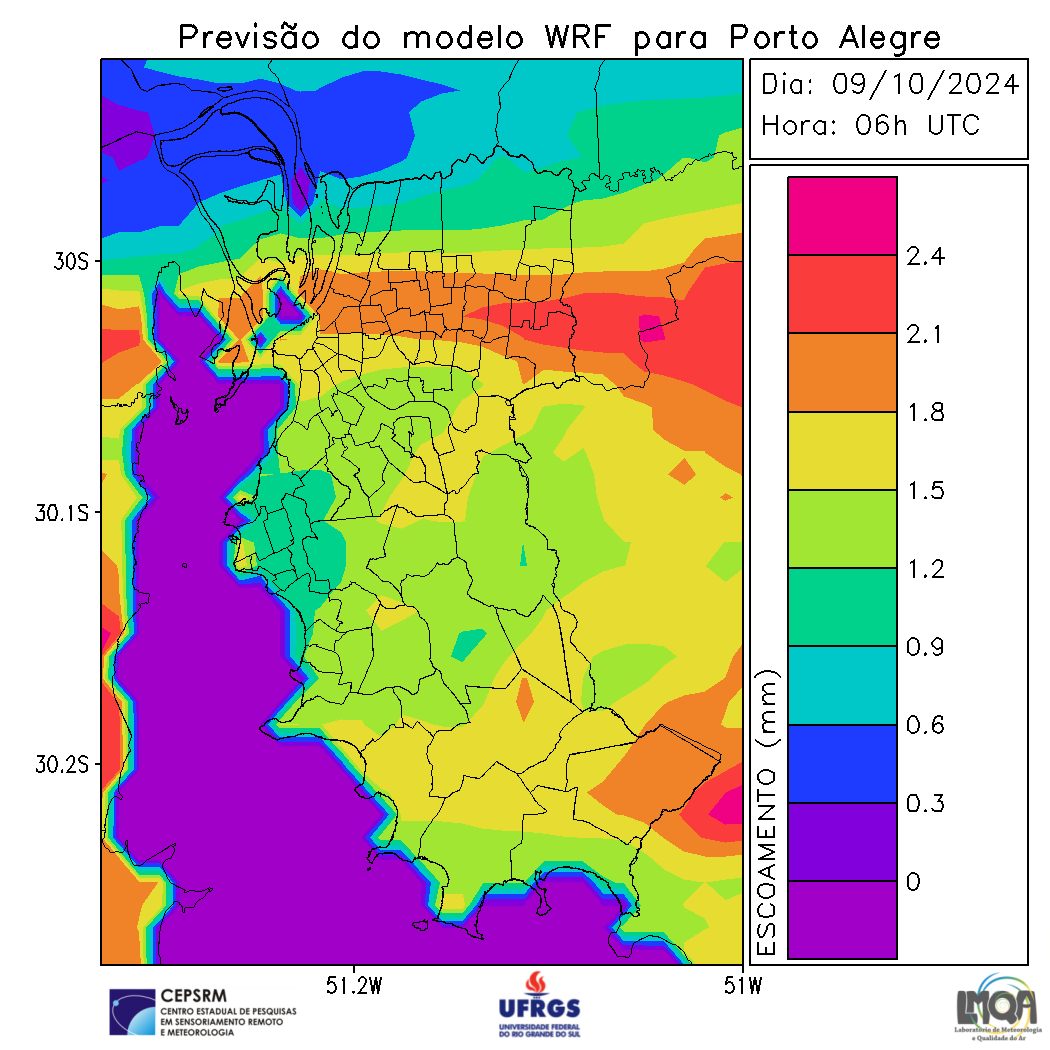 Previsão do modelo WRF para Porto Alegre
Dia: 09/10/2024
Hora: 06h UTC
30S
30.1S
30.2S
51.2W
51W
ESCOAMENTO (mm)
2.4
2.1
1.8
1.5
1.2
0.9
0.6
0.3
0
CEPSRM
CENTRO ESTADUAL DE PESQUISAS
EM SENSORIAMENTO REMOTO
E METEOROLOGIA
UFRGS
UNIVERSIDADE FEDERAL
DO RIO GRANDE DO SUL
LMQA
Laboratório de Meteorologia
e Qualidade do Ar